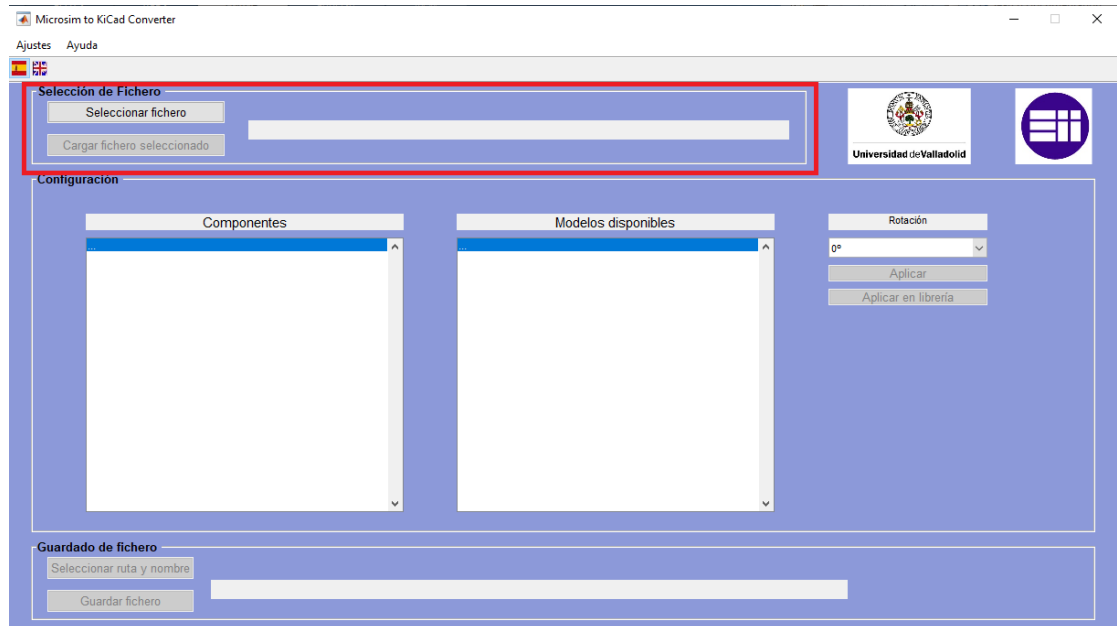 Microsim to KiCad Converter
Ajustes Ayuda
Selección de Fichero
Seleccionar fichero
Cargar fichero seleccionado
Universidad de Valladolid
Configuración
Componentes
Modelos disponibles
Rotación
...
...
0º
Aplicar
Aplicar en librería
Guardado de fichero
Seleccionar ruta y nombre
Guardar fichero